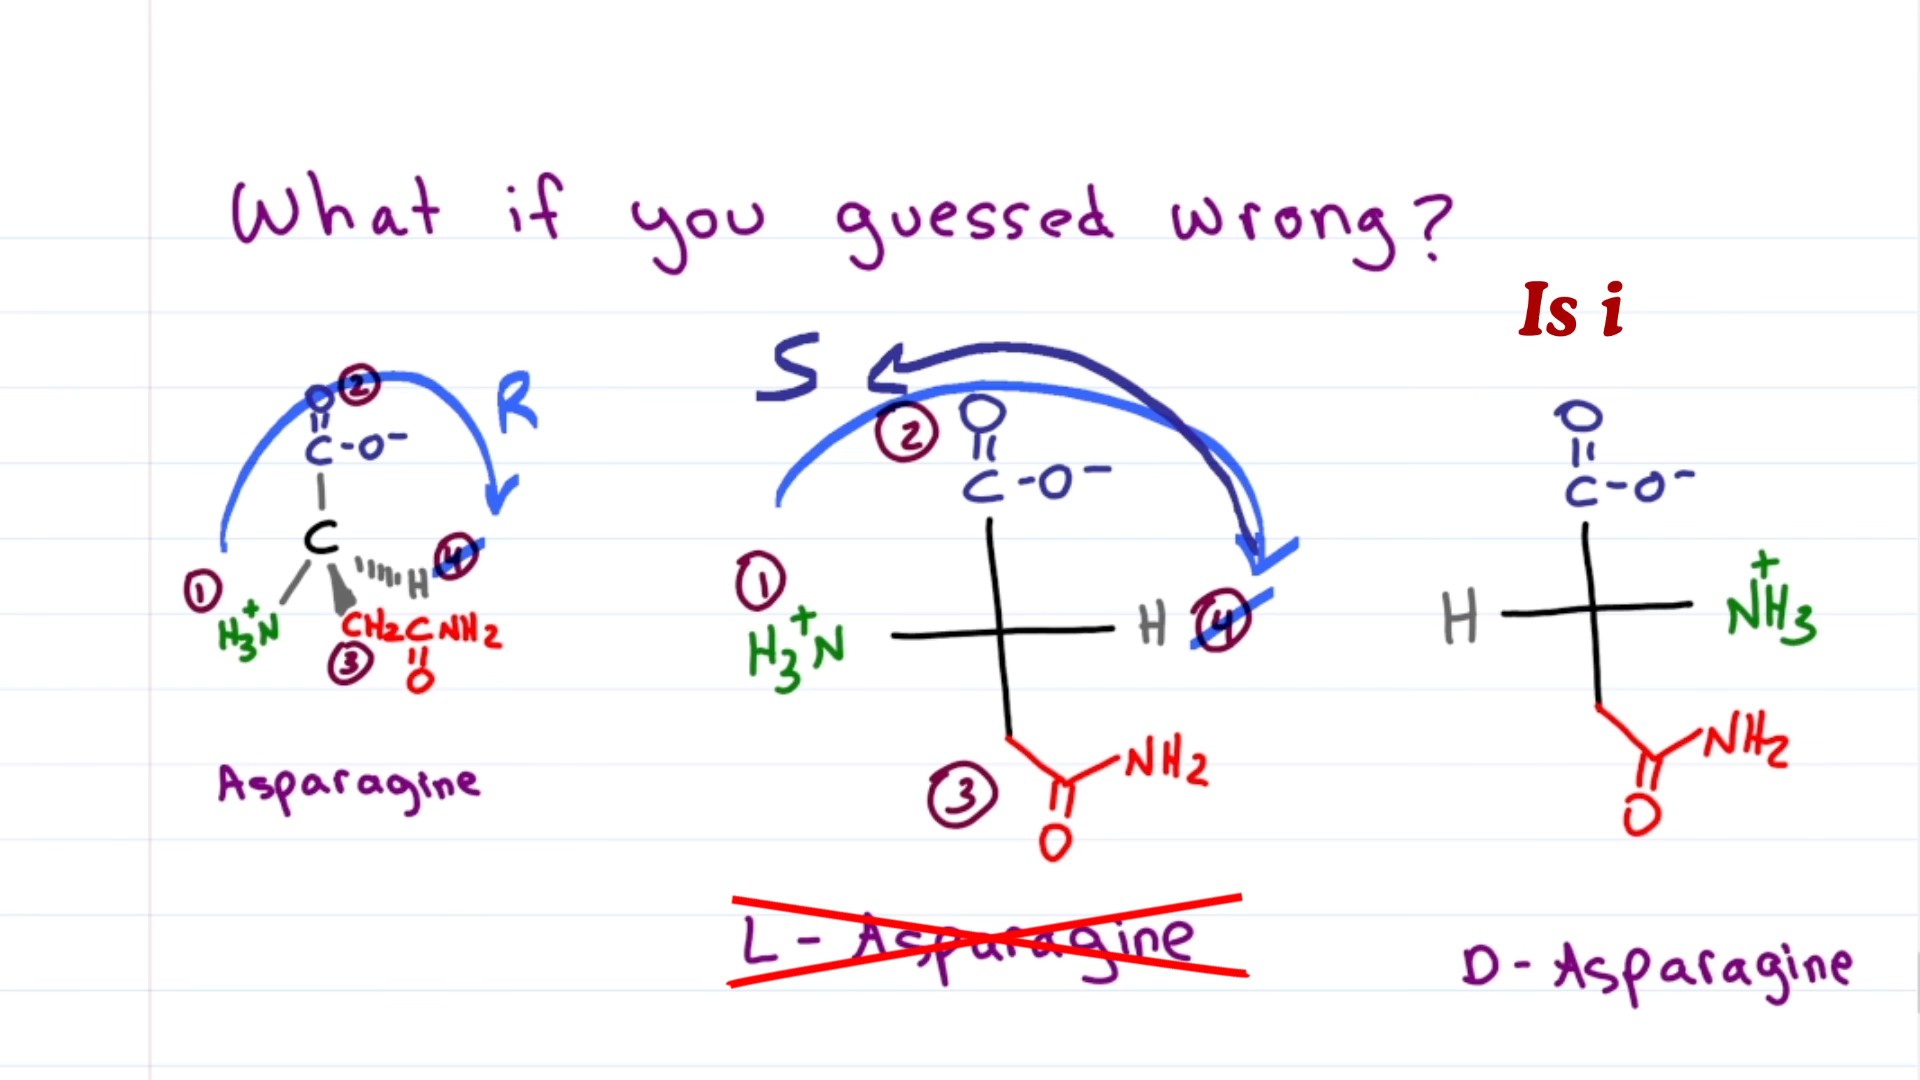 What if you guessed wrong?
Is i
S
R
② O
C-O⁻
C
① H₃N⁺
H ④
CH₂CNH₂
③ O
Asparagine
② O
C-O⁻
① H₃N⁺
H ④
NH₂
③ O
L - Asparagine
O
C-O⁻
H
NH₃⁺
NH₂
O
D - Asparagine